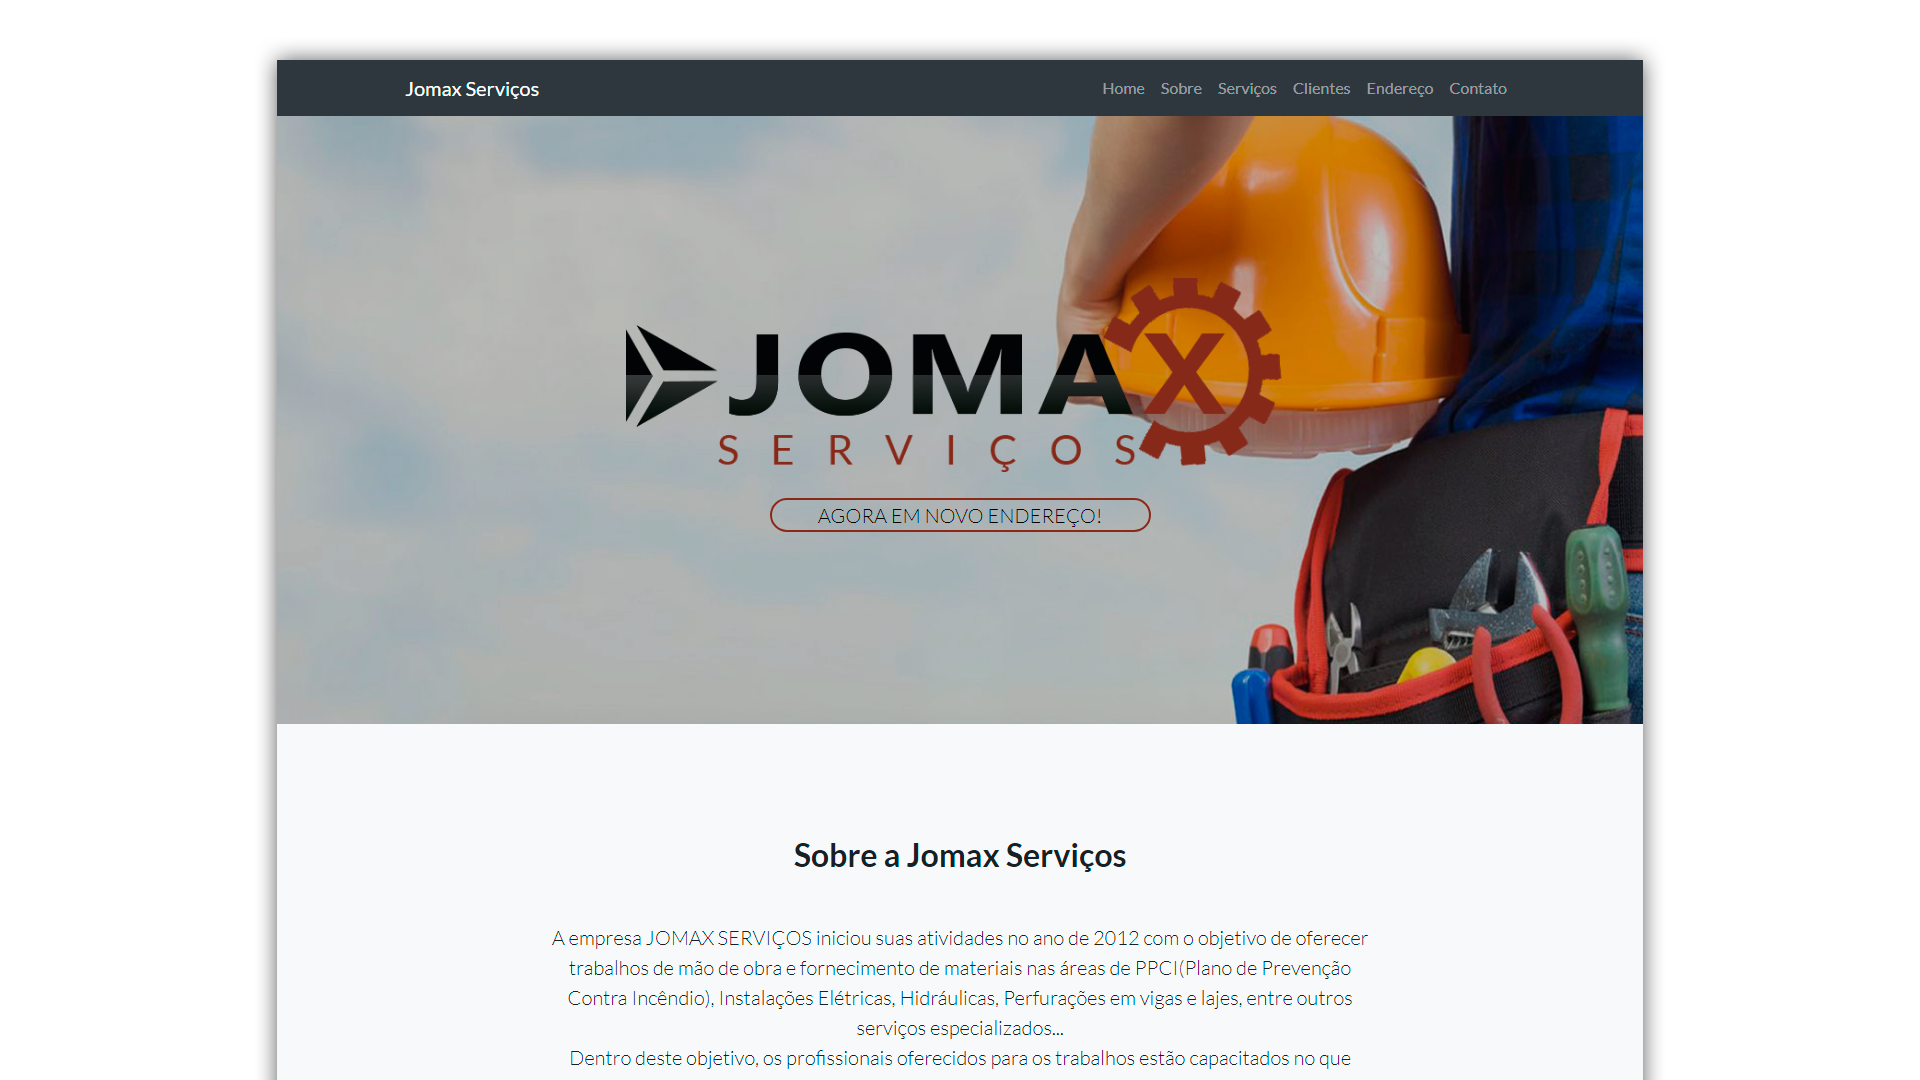 Jomax Serviços
Home Sobre Serviços Clientes Endereço Contato
JOMAX
SERVIÇOS
AGORA EM NOVO ENDEREÇO!
Sobre a Jomax Serviços
A empresa JOMAX SERVIÇOS iniciou suas atividades no ano de 2012 com o objetivo de oferecer
trabalhos de mão de obra e fornecimento de materiais nas áreas de PPCI(Plano de Prevenção
Contra Incêndio), Instalações Elétricas, Hidráulicas, Perfurações em vigas e lajes, entre outros
serviços especializados...
Dentro deste objetivo, os profissionais oferecidos para os trabalhos estão capacitados no que